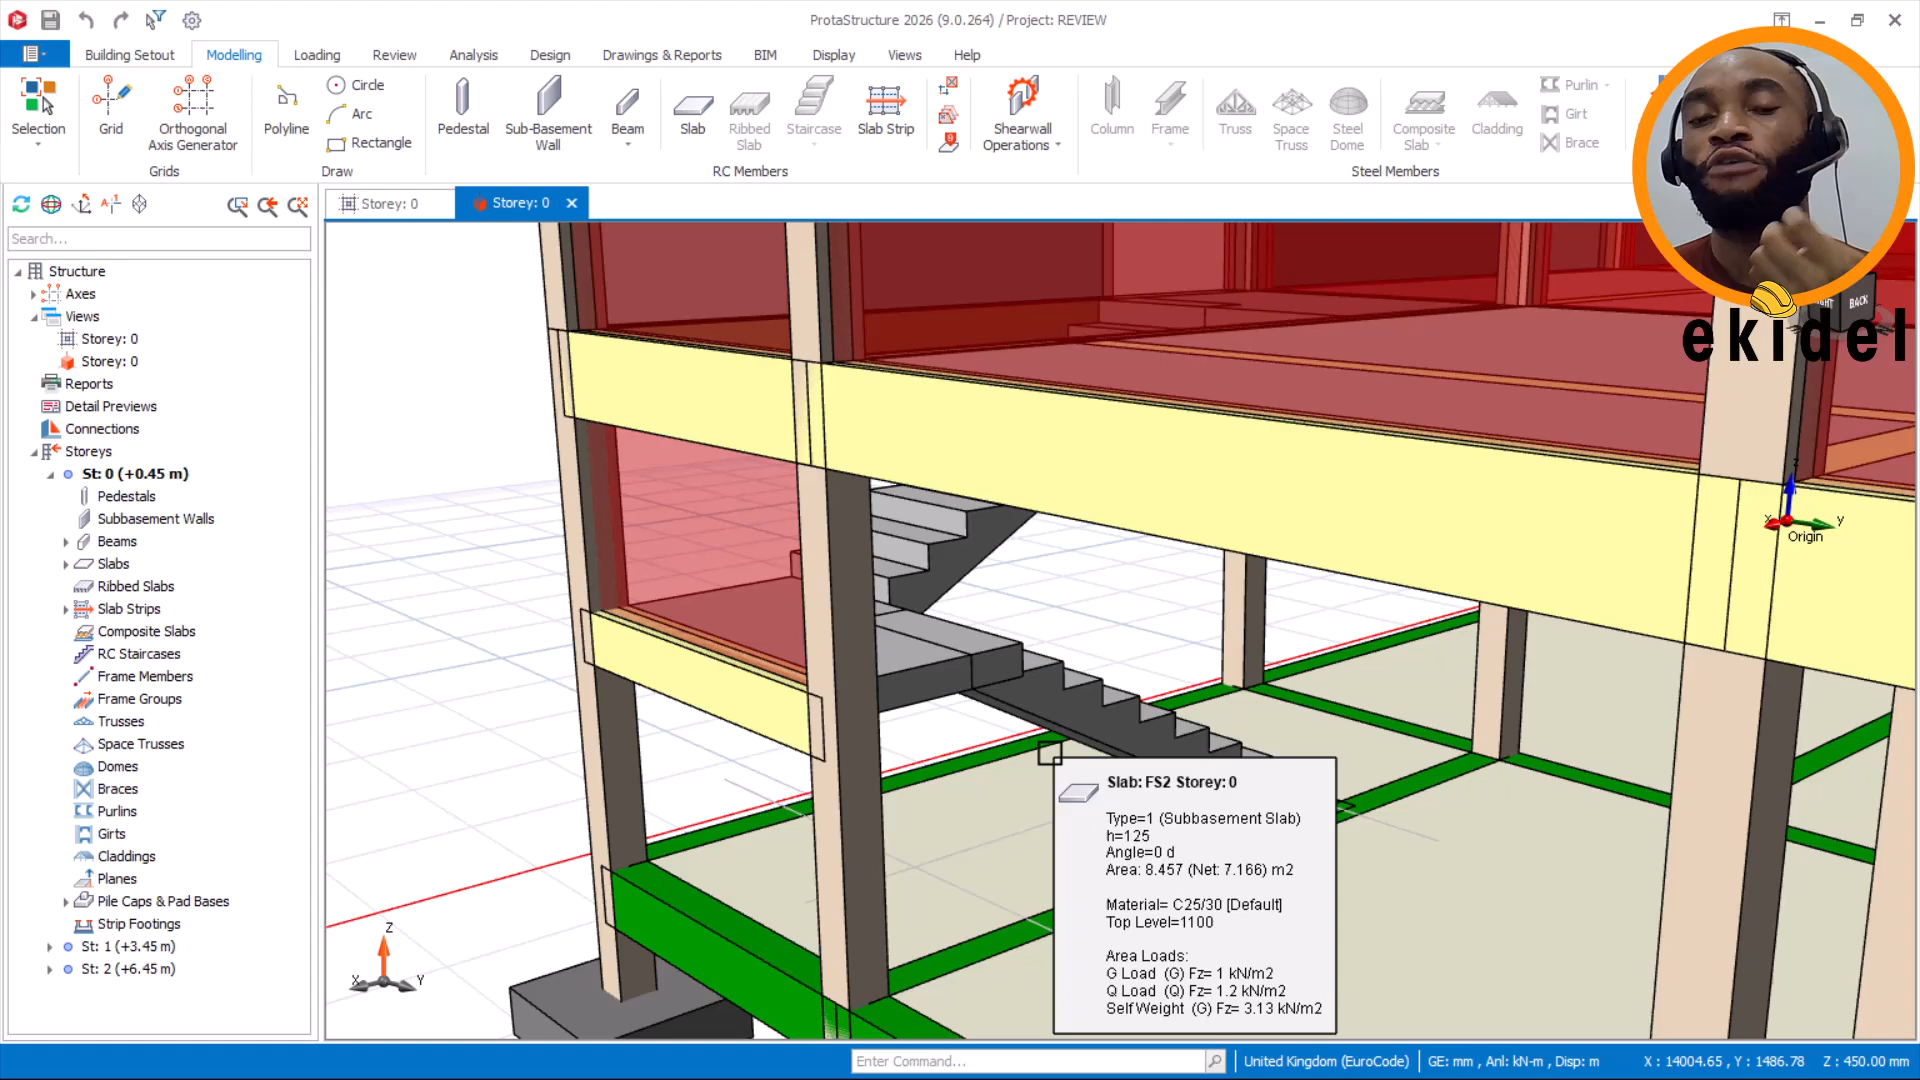 ProtaStructure 2026 (9.0.264) / Project: REVIEW
Building Setout
Modelling
Loading
Review
Analysis
Design
Drawings & Reports
BIM
Display
Views
Help
Selection
Grid
Orthogonal
Axis Generator
Grids
Polyline
Circle
Arc
Rectangle
Draw
Pedestal
Sub-Basement
Wall
Beam
Slab
Ribbed
Slab
Staircase
Slab Strip
RC Members
Shearwall
Operations
Column
Frame
Truss
Space
Truss
Steel
Dome
Composite
Slab
Cladding
Purlin
Girt
Brace
Steel Members
Storey: 0
Storey: 0
Search...
Structure
Axes
Views
Storey: 0
Storey: 0
Reports
Detail Previews
Connections
Storeys
St: 0 (+0.45 m)
Pedestals
Subbasement Walls
Beams
Slabs
Ribbed Slabs
Slab Strips
Composite Slabs
RC Staircases
Frame Members
Frame Groups
Trusses
Space Trusses
Domes
Braces
Purlins
Girts
Claddings
Planes
Pile Caps & Pad Bases
Strip Footings
St: 1 (+3.45 m)
St: 2 (+6.45 m)
BACK
ekidel
z
x
y
Origin
Z
X
Y
Slab: FS2 Storey: 0
Type=1 (Subbasement Slab)
h=125
Angle=0 d
Area: 8.457 (Net: 7.166) m2
Material= C25/30 [Default]
Top Level=1100
Area Loads:
G Load (G) Fz= 1 kN/m2
Q Load (Q) Fz= 1.2 kN/m2
Self Weight (G) Fz= 3.13 kN/m2
Enter Command...
United Kingdom (EuroCode)
GE: mm , Anl: kN-m , Disp: m
X : 14004.65 , Y : 1486.78
Z : 450.00 mm